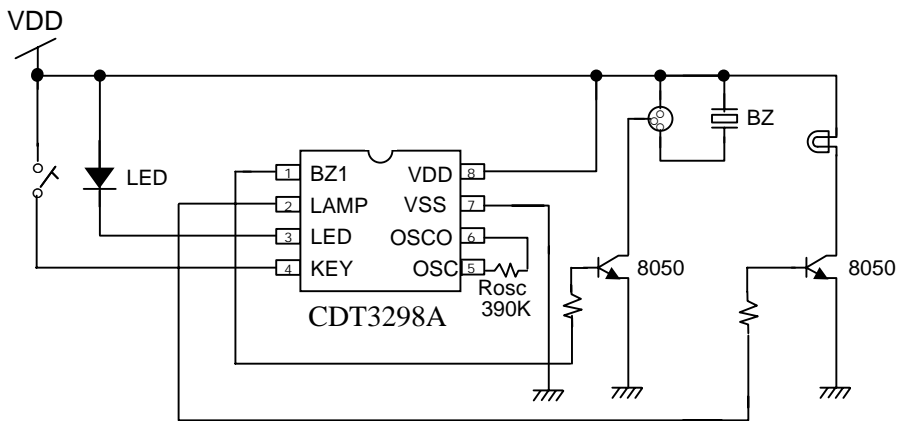 VDD
BZ
LED
1 BZ1 VDD 8
2 LAMP VSS 7
3 LED OSCO 6
4 KEY OSC 5
Rosc
390K
CDT3298A
8050
8050